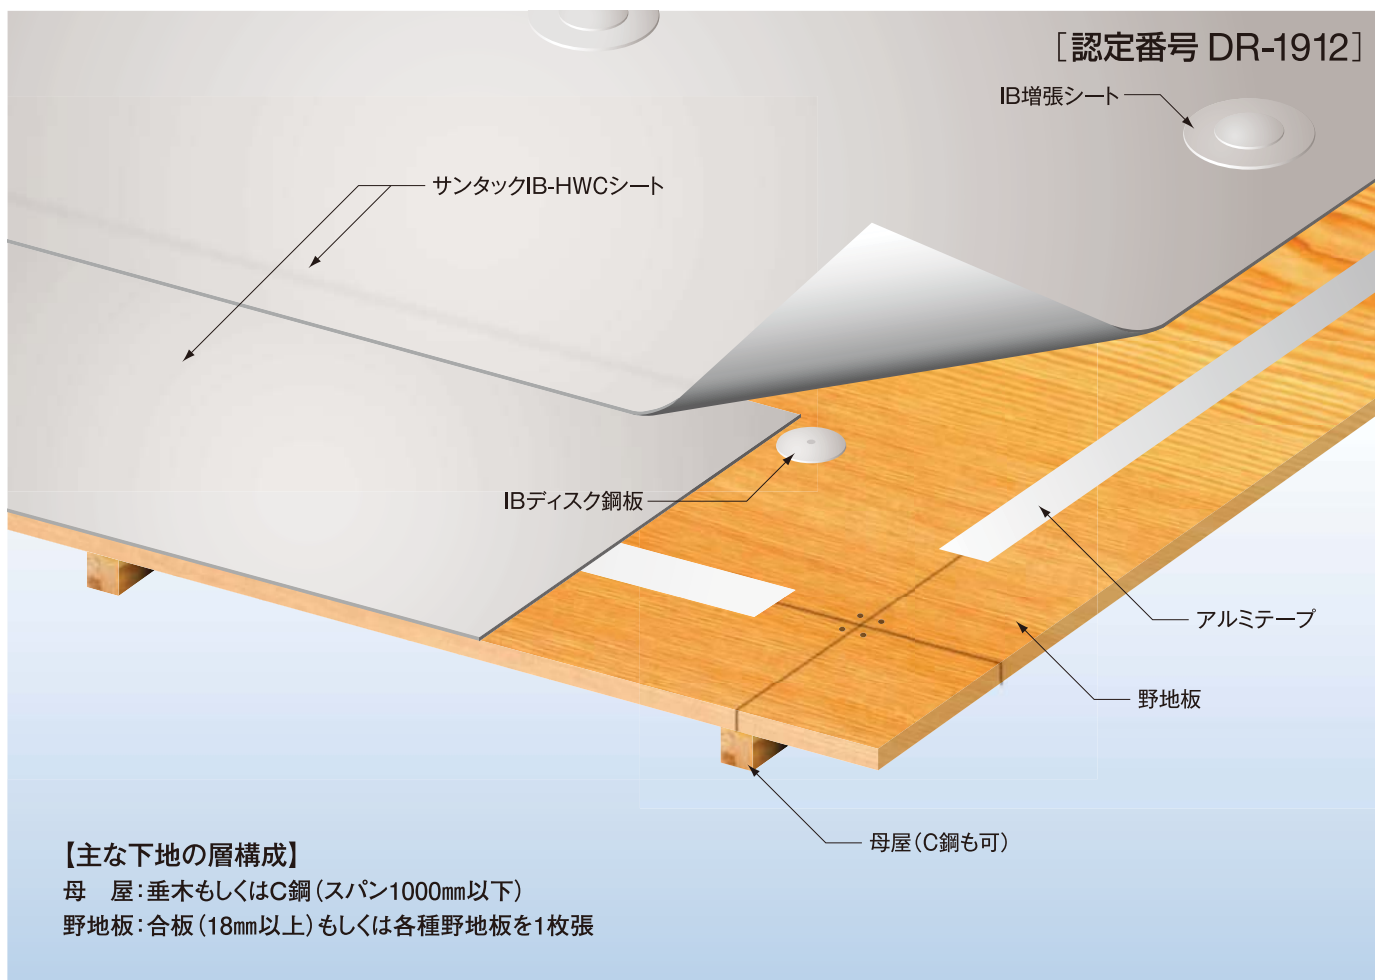 ［認定番号 DR-1912］
IB増張シート
サンタックIB-HWCシート
IBディスク鋼板
アルミテープ
野地板
母屋（C鋼も可）
【主な下地の層構成】
母　屋：垂木もしくはC鋼（スパン1000㎜以下）
野地板：合板（18㎜以上）もしくは各種野地板を1枚張